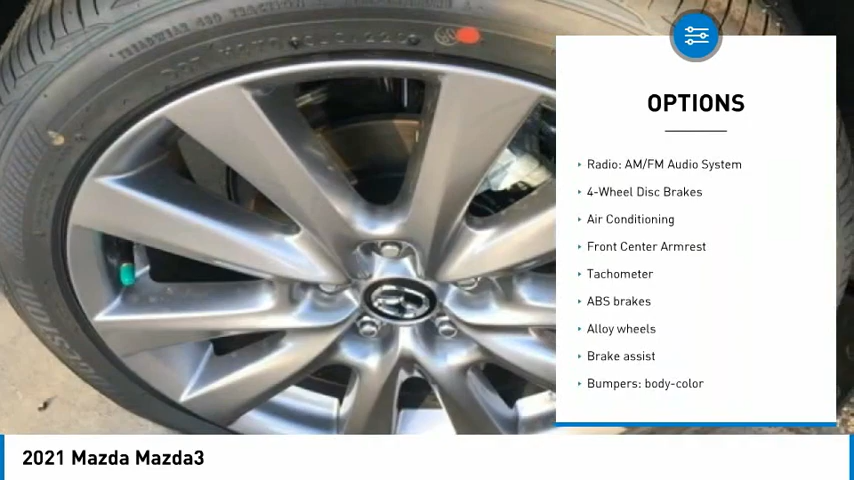 OPTIONS
Radio: AM/FM Audio System
4-Wheel Disc Brakes
Air Conditioning
Front Center Armrest
Tachometer
ABS brakes
Alloy wheels
Brake assist
Bumpers: body-color
2021 Mazda Mazda3